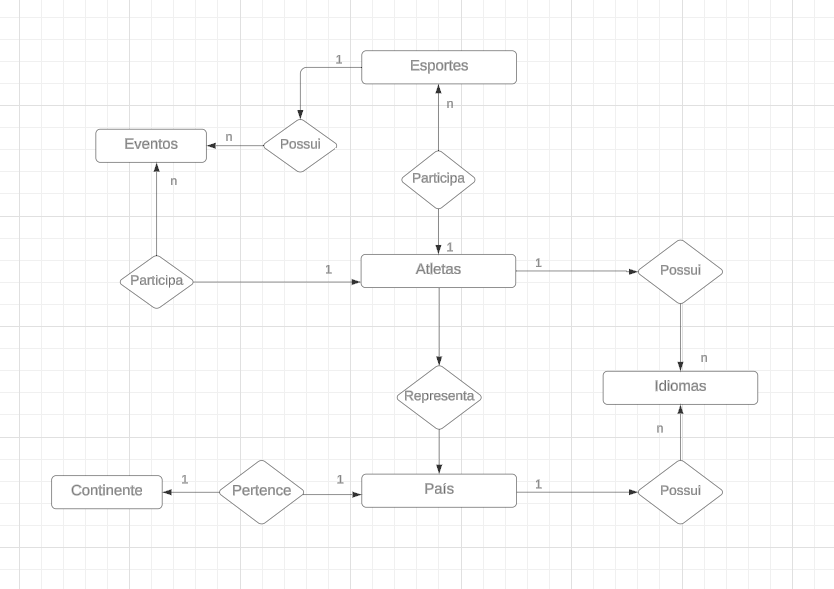 1
Esportes
n
n
Eventos
Possui
n
Participa
1
Participa
1
Atletas
1
Possui
n
Idiomas
Representa
n
Continente
1
Pertence
1
País
1
Possui